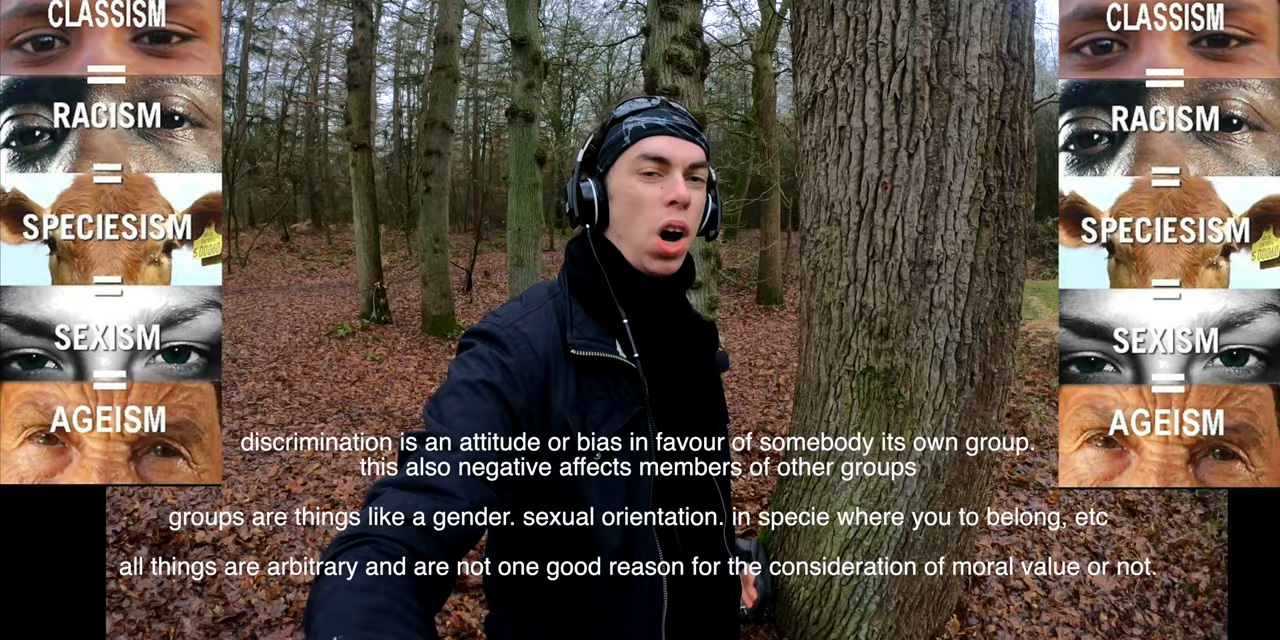 CLASSISM
=
RACISM
=
SPECIESISM
=
SEXISM
=
AGEISM
CLASSISM
=
RACISM
=
SPECIESISM
=
SEXISM
=
AGEISM
discrimination is an attitude or bias in favour of somebody its own group.
this also negative affects members of other groups
groups are things like a gender. sexual orientation. in specie where you to belong, etc
all things are arbitrary and are not one good reason for the consideration of moral value or not.